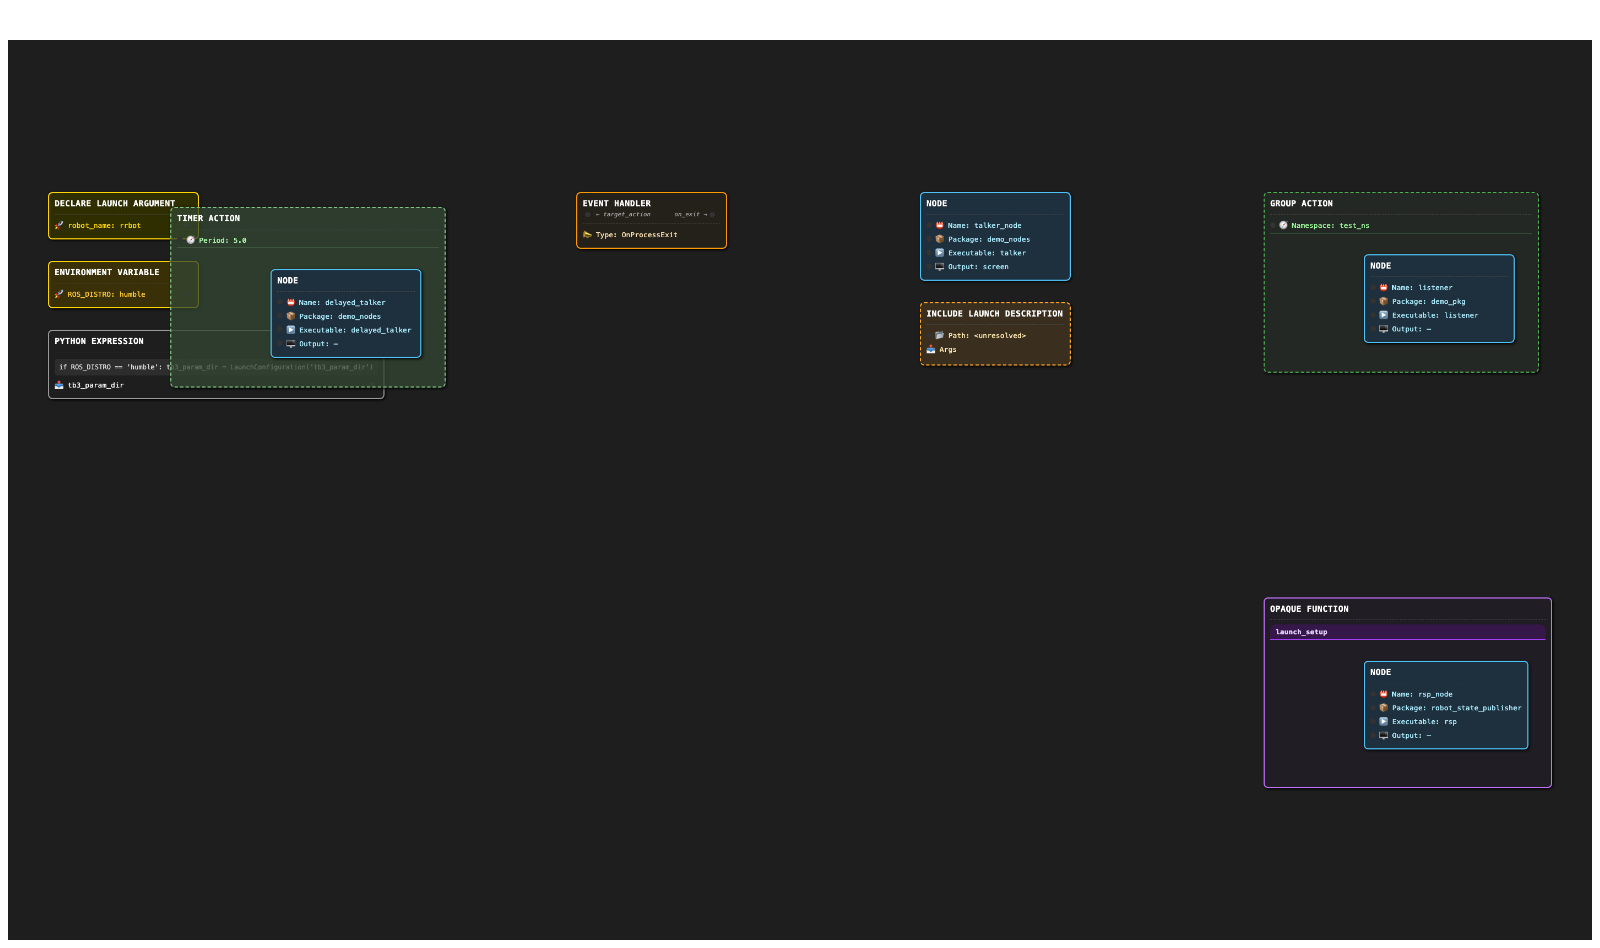 DECLARE LAUNCH ARGUMENT
robot_name: rrbot
ENVIRONMENT VARIABLE
ROS_DISTRO: humble
PYTHON EXPRESSION
if ROS_DISTRO == 'humble': tb3_param_dir = LaunchConfiguration('tb3_param_dir')
tb3_param_dir
TIMER ACTION
Period: 5.0
NODE
Name: delayed_talker
Package: demo_nodes
Executable: delayed_talker
Output: —
EVENT HANDLER
← target_action on_exit →
Type: OnProcessExit
NODE
Name: talker_node
Package: demo_nodes
Executable: talker
Output: screen
INCLUDE LAUNCH DESCRIPTION
Path: <unresolved>
Args
GROUP ACTION
Namespace: test_ns
NODE
Name: listener
Package: demo_pkg
Executable: listener
Output: —
OPAQUE FUNCTION
launch_setup
NODE
Name: rsp_node
Package: robot_state_publisher
Executable: rsp
Output: —